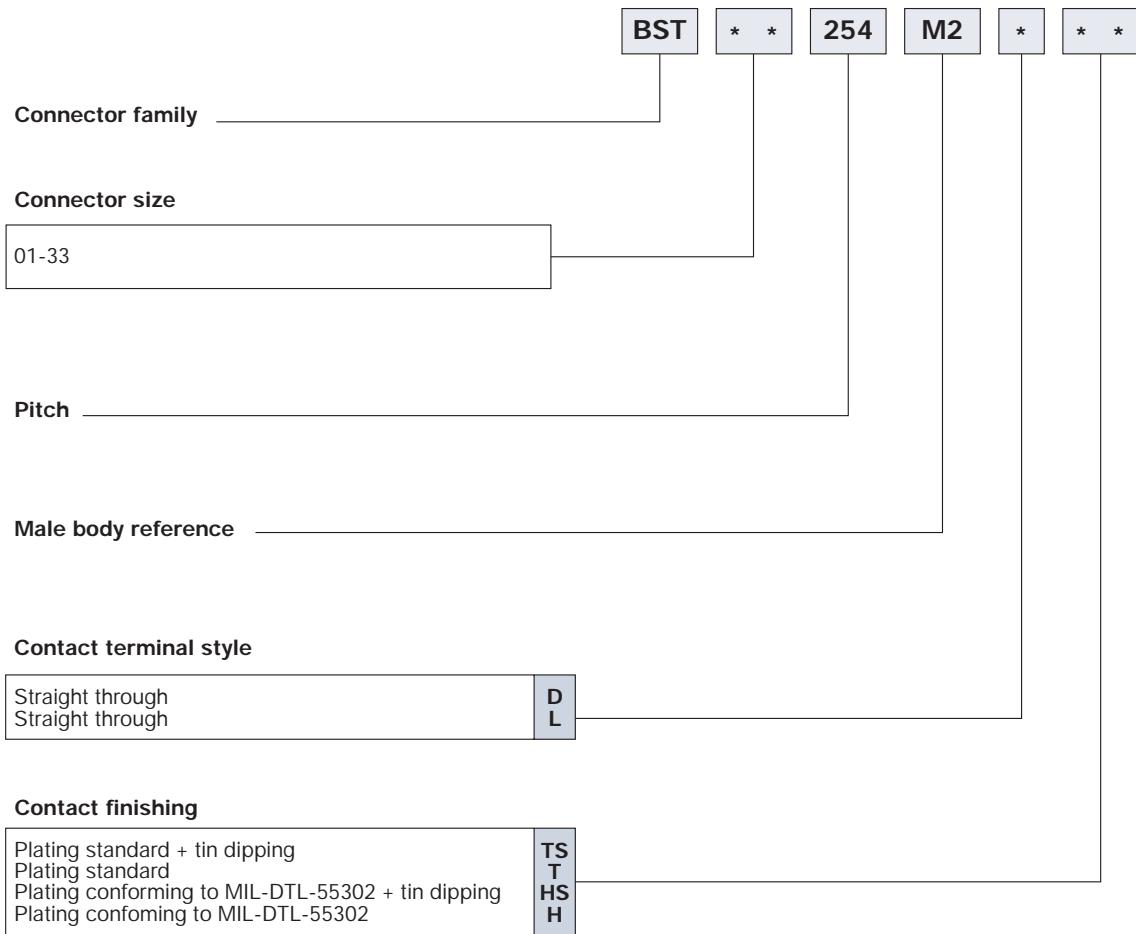 BST * * 254 M2 * * *
Connector family
Connector size
01-33
Pitch
Male body reference
Contact terminal style
Straight through D
Straight through L
Contact finishing
Plating standard + tin dipping TS
Plating standard T
Plating conforming to MIL-DTL-55302 + tin dipping HS
Plating confoming to MIL-DTL-55302 H